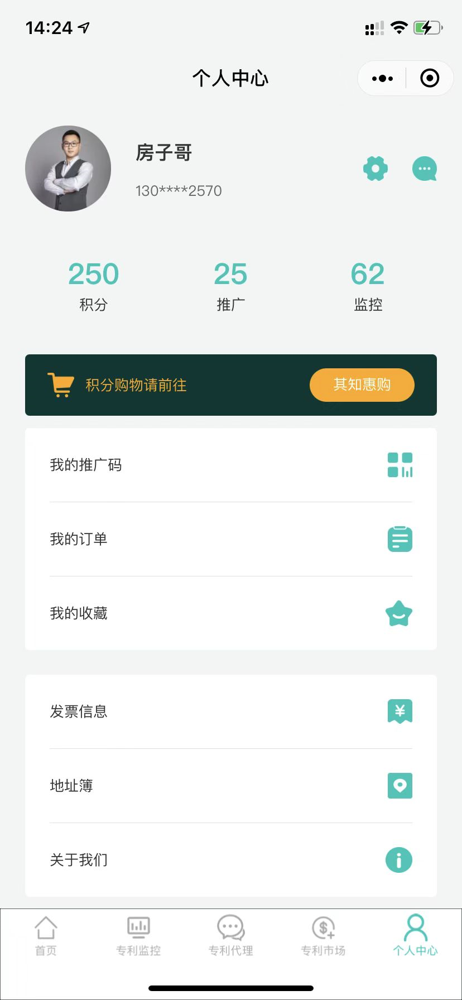 14:24
个人中心
房子哥
130****2570
250
25
62
积分
推广
监控
积分购物请前往
其知惠购
我的推广码
我的订单
我的收藏
发票信息
地址簿
关于我们
首页
专利监控
专利代理
专利市场
个人中心